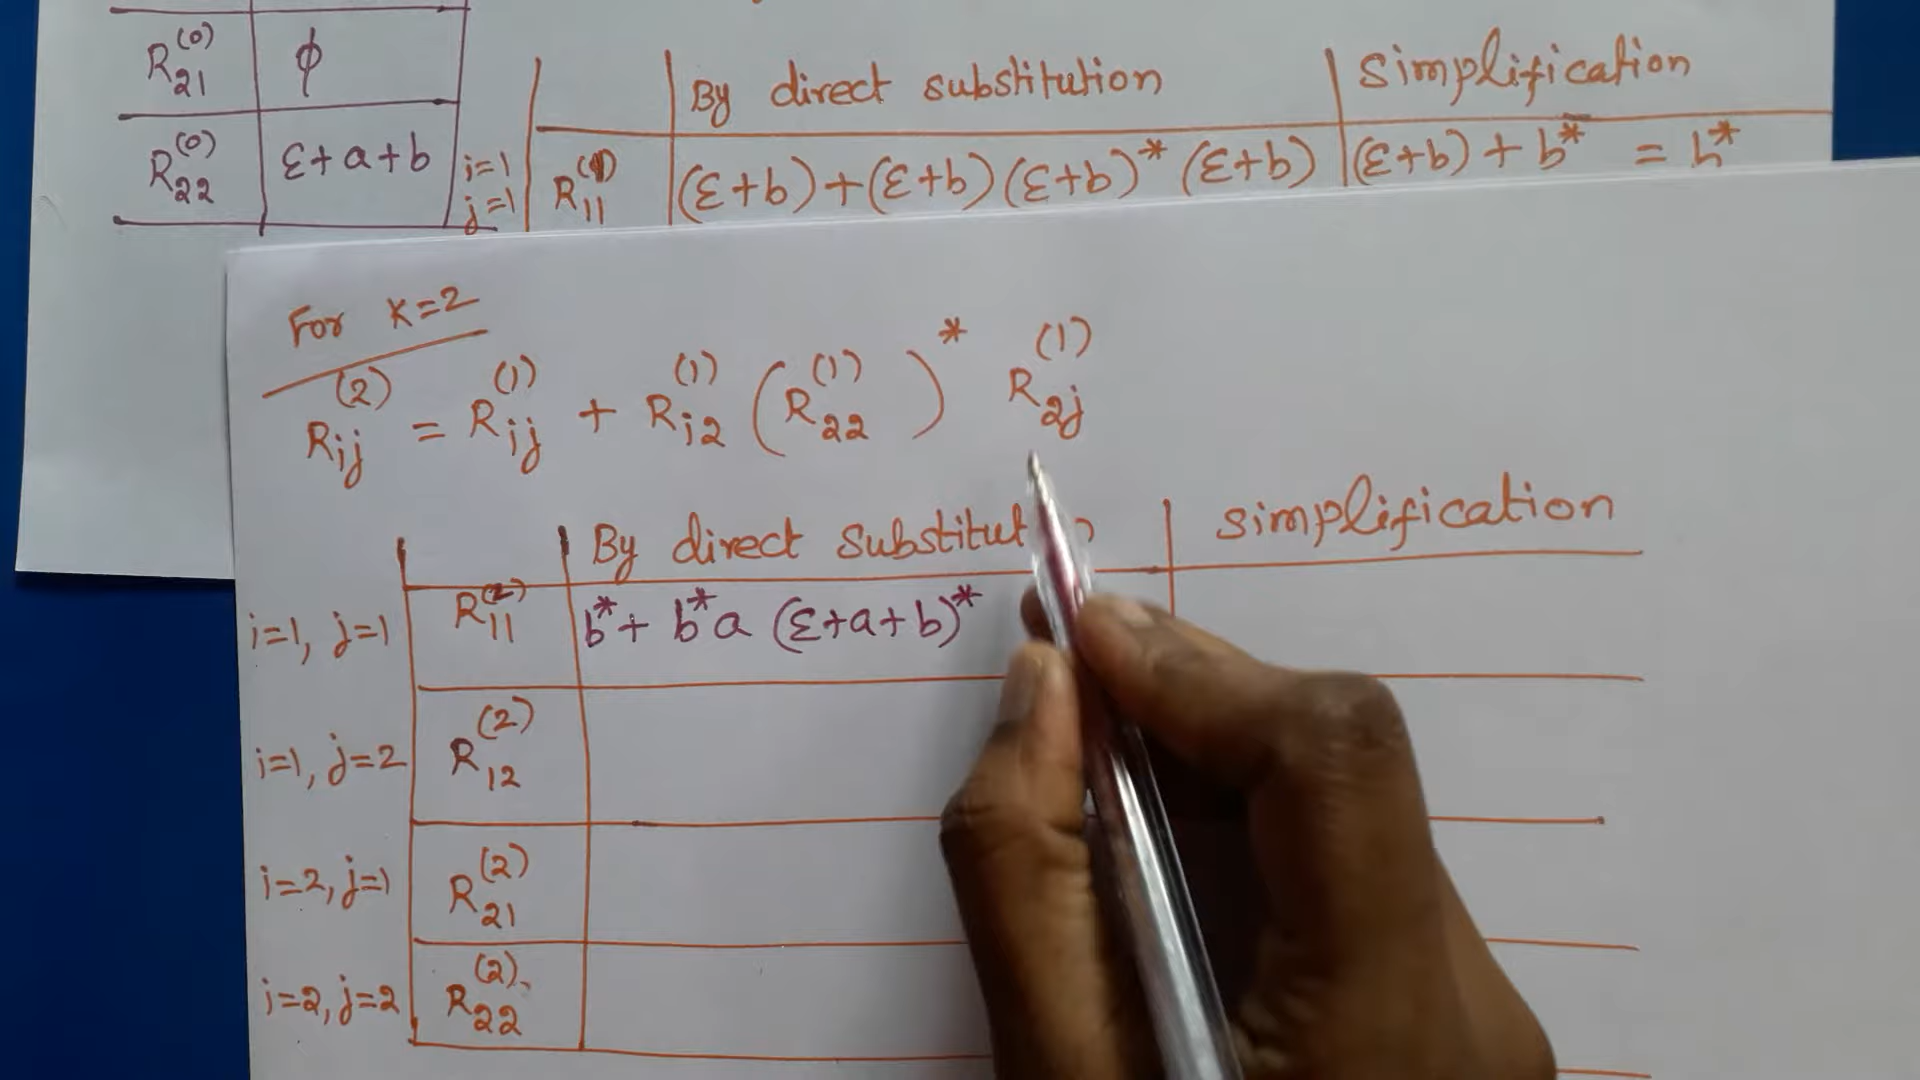 R₂₁⁽⁰⁾ ϕ
R₂₂⁽⁰⁾ ε+a+b
By direct substitution simplification
i=1 j=1 R₁₁⁽¹⁾ (ε+b)+(ε+b)(ε+b)* (ε+b) (ε+b)+b* = b*
For K=2
Rᵢⱼ⁽²⁾ = Rᵢⱼ⁽¹⁾ + Rᵢ₂⁽¹⁾ (R₂₂⁽¹⁾)* R₂ⱼ⁽¹⁾
By direct substitut simplification
i=1, j=1 R₁₁⁽²⁾ b*+ b*a (ε+a+b)*
i=1, j=2 R₁₂⁽²⁾
i=2, j=1 R₂₁⁽²⁾
i=2, j=2 R₂₂⁽²⁾